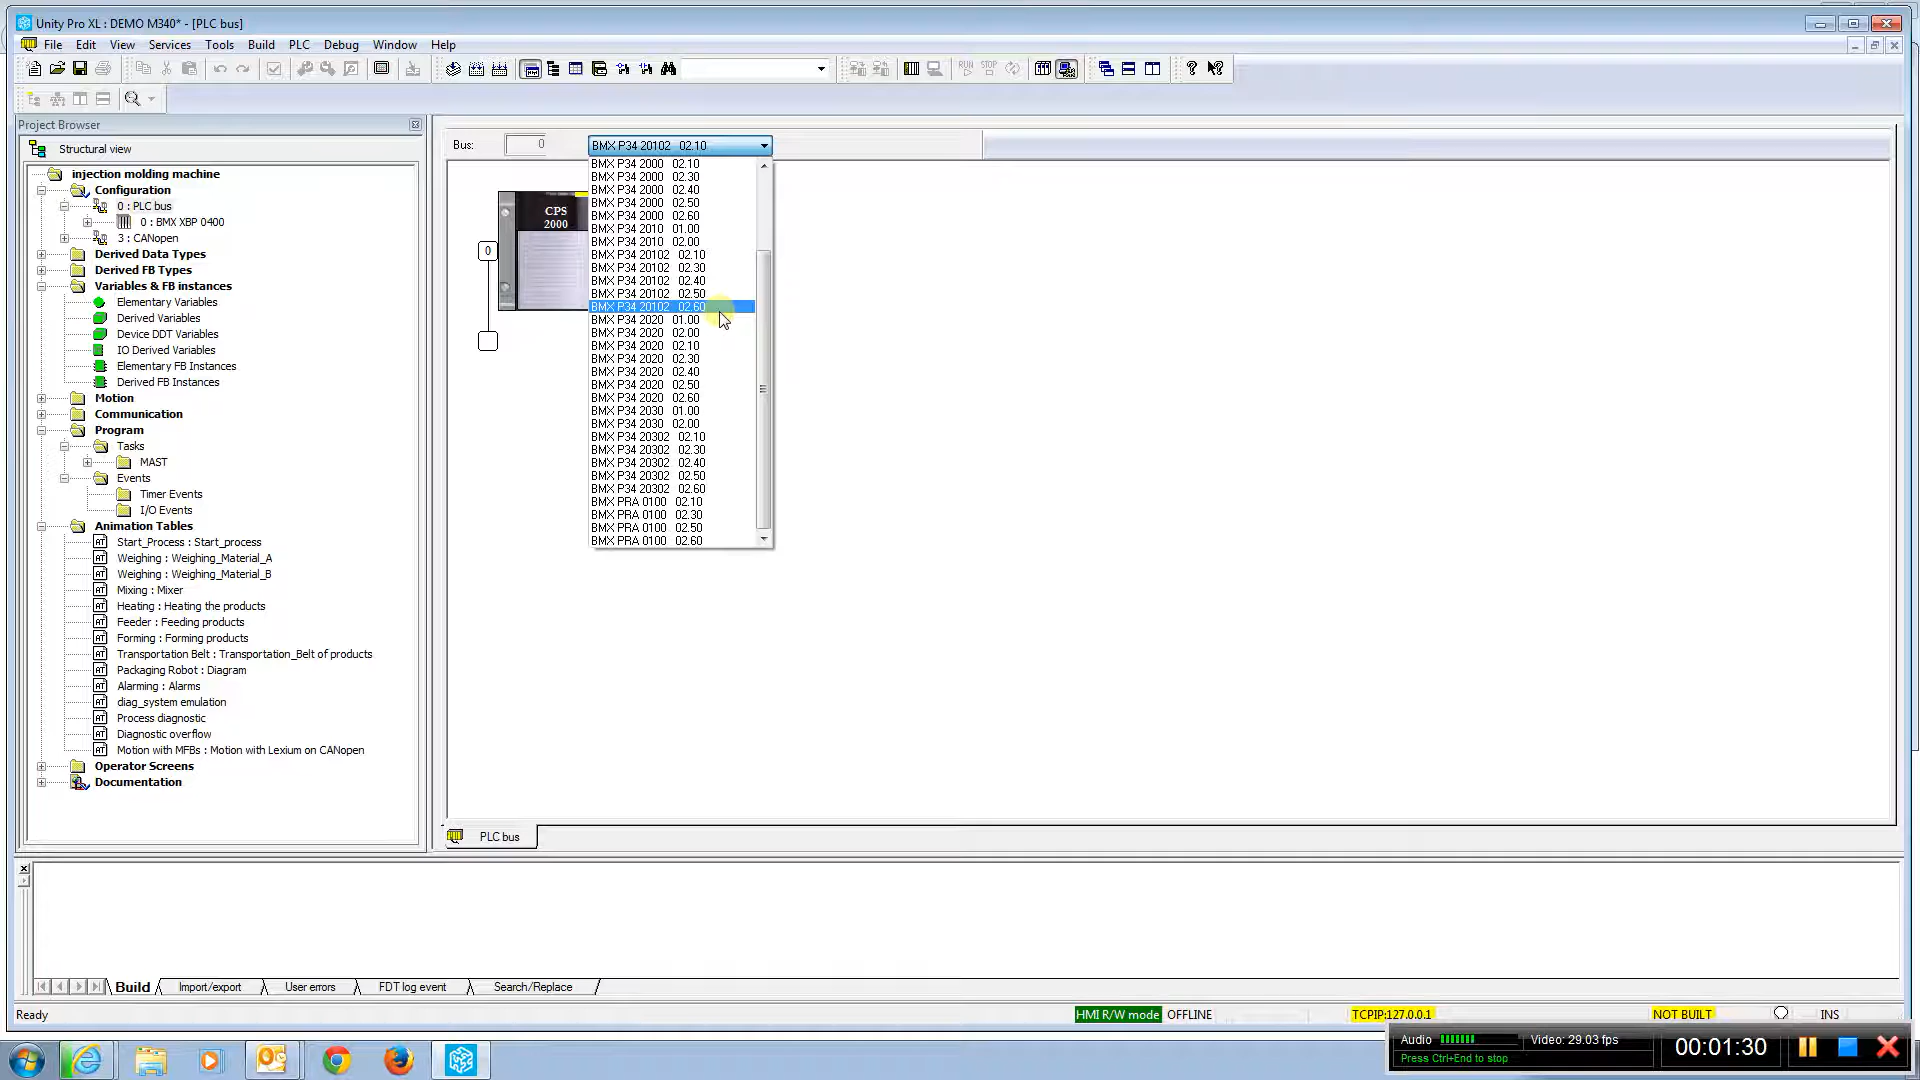 Unity Pro XL : DEMO M340* - [PLC bus]
File Edit View Services Tools Build PLC Debug Window Help
RUN STOP
Project Browser
Structural view
injection molding machine
Configuration
0 : PLC bus
0 : BMX XBP 0400
3 : CANopen
Derived Data Types
Derived FB Types
Variables & FB instances
Elementary Variables
Derived Variables
Device DDT Variables
IO Derived Variables
Elementary FB Instances
Derived FB Instances
Motion
Communication
Program
Tasks
MAST
Events
Timer Events
I/O Events
Animation Tables
Start_Process : Start_process
Weighing : Weighing_Material_A
Weighing : Weighing_Material_B
Mixing : Mixer
Heating : Heating the products
Feeder : Feeding products
Forming : Forming products
Transportation Belt : Transportation_Belt of products
Packaging Robot : Diagram
Alarming : Alarms
diag_system emulation
Process diagnostic
Diagnostic overflow
Motion with MFBs : Motion with Lexium on CANopen
Operator Screens
Documentation
Bus: 0 BMX P34 20102 02.10
CPS
2000
0
BMX P34 2000 02.10
BMX P34 2000 02.30
BMX P34 2000 02.40
BMX P34 2000 02.50
BMX P34 2000 02.60
BMX P34 2010 01.00
BMX P34 2010 02.00
BMX P34 20102 02.10
BMX P34 20102 02.30
BMX P34 20102 02.40
BMX P34 20102 02.50
BMX P34 20102 02.60
BMX P34 2020 01.00
BMX P34 2020 02.00
BMX P34 2020 02.10
BMX P34 2020 02.30
BMX P34 2020 02.40
BMX P34 2020 02.50
BMX P34 2020 02.60
BMX P34 2030 01.00
BMX P34 2030 02.00
BMX P34 20302 02.10
BMX P34 20302 02.30
BMX P34 20302 02.40
BMX P34 20302 02.50
BMX P34 20302 02.60
BMX PRA 0100 02.10
BMX PRA 0100 02.30
BMX PRA 0100 02.50
BMX PRA 0100 02.60
PLC bus
Build Import/export User errors FDT log event Search/Replace
Ready HMI R/W mode OFFLINE TCPIP:127.0.0.1 NOT BUILT INS
Audio Video: 29.03 fps
Press Ctrl+End to stop
00:01:30